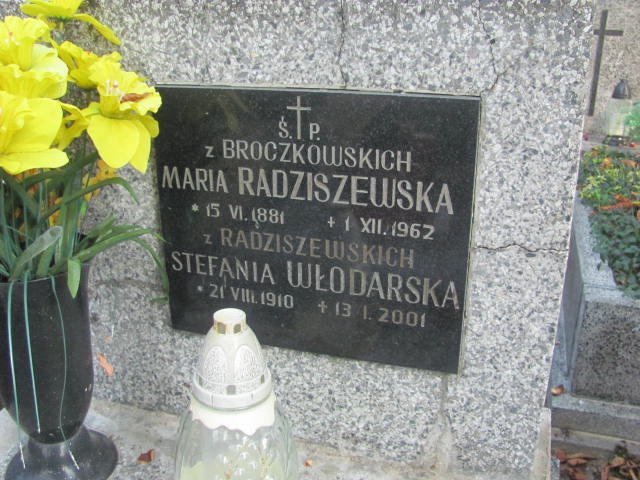 Ś.†P.
z BROCZKOWSKICH
MARIA RADZISZEWSKA
* 15 VI. 1881 + 1 XII. 1962
z RADZISZEWSKICH
STEFANIA WŁODARSKA
* 21 VIII. 1910 + 13 I. 2001